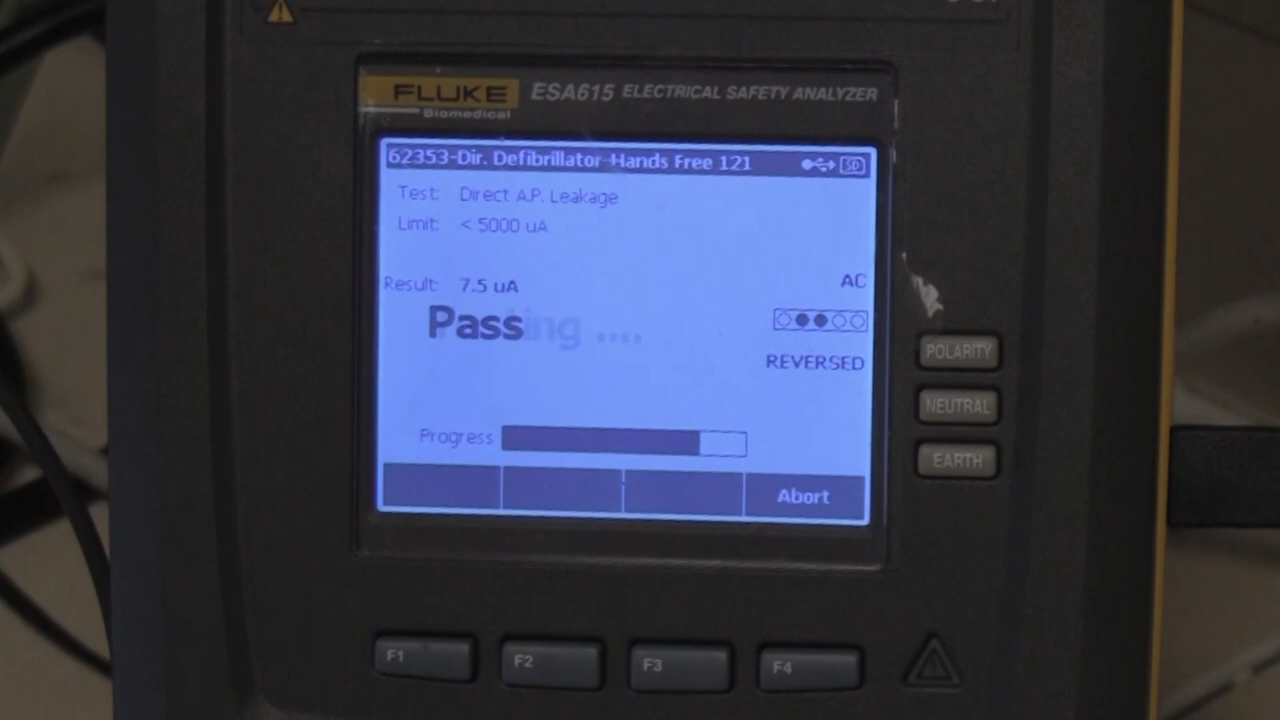 FLUKE
Biomedical
ESA615 ELECTRICAL SAFETY ANALYZER
62353-Dir. Defibrillator-Hands Free 121
SD
Test: Direct A.P. Leakage
Limit: < 5000 uA
Result: 7.5 uA
AC
Passing ....
REVERSED
Progress
Abort
POLARITY
NEUTRAL
EARTH
F1
F2
F3
F4